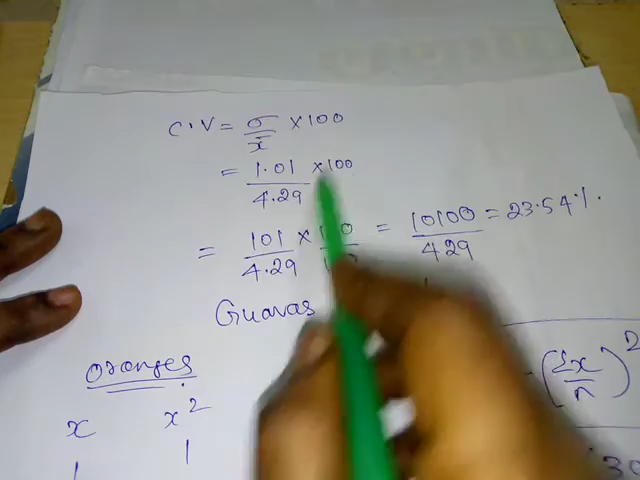 C.V = σ/x̄ × 100
= 1.01/4.29 × 100
= 101/4.29 × = 10100/429 = 23.54%.
Guavas
Oranges
(Σx/n)²
x x²
1 1
30